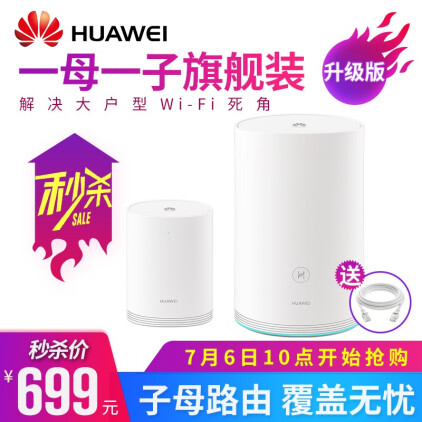 HUAWEI
一母一子旗舰装
升级版
解决大户型Wi-Fi死角
秒杀
SALE
HUAWEI
HUAWEI
送
秒杀价
¥699元
7月6日10点开始抢购
子母路由 覆盖无忧